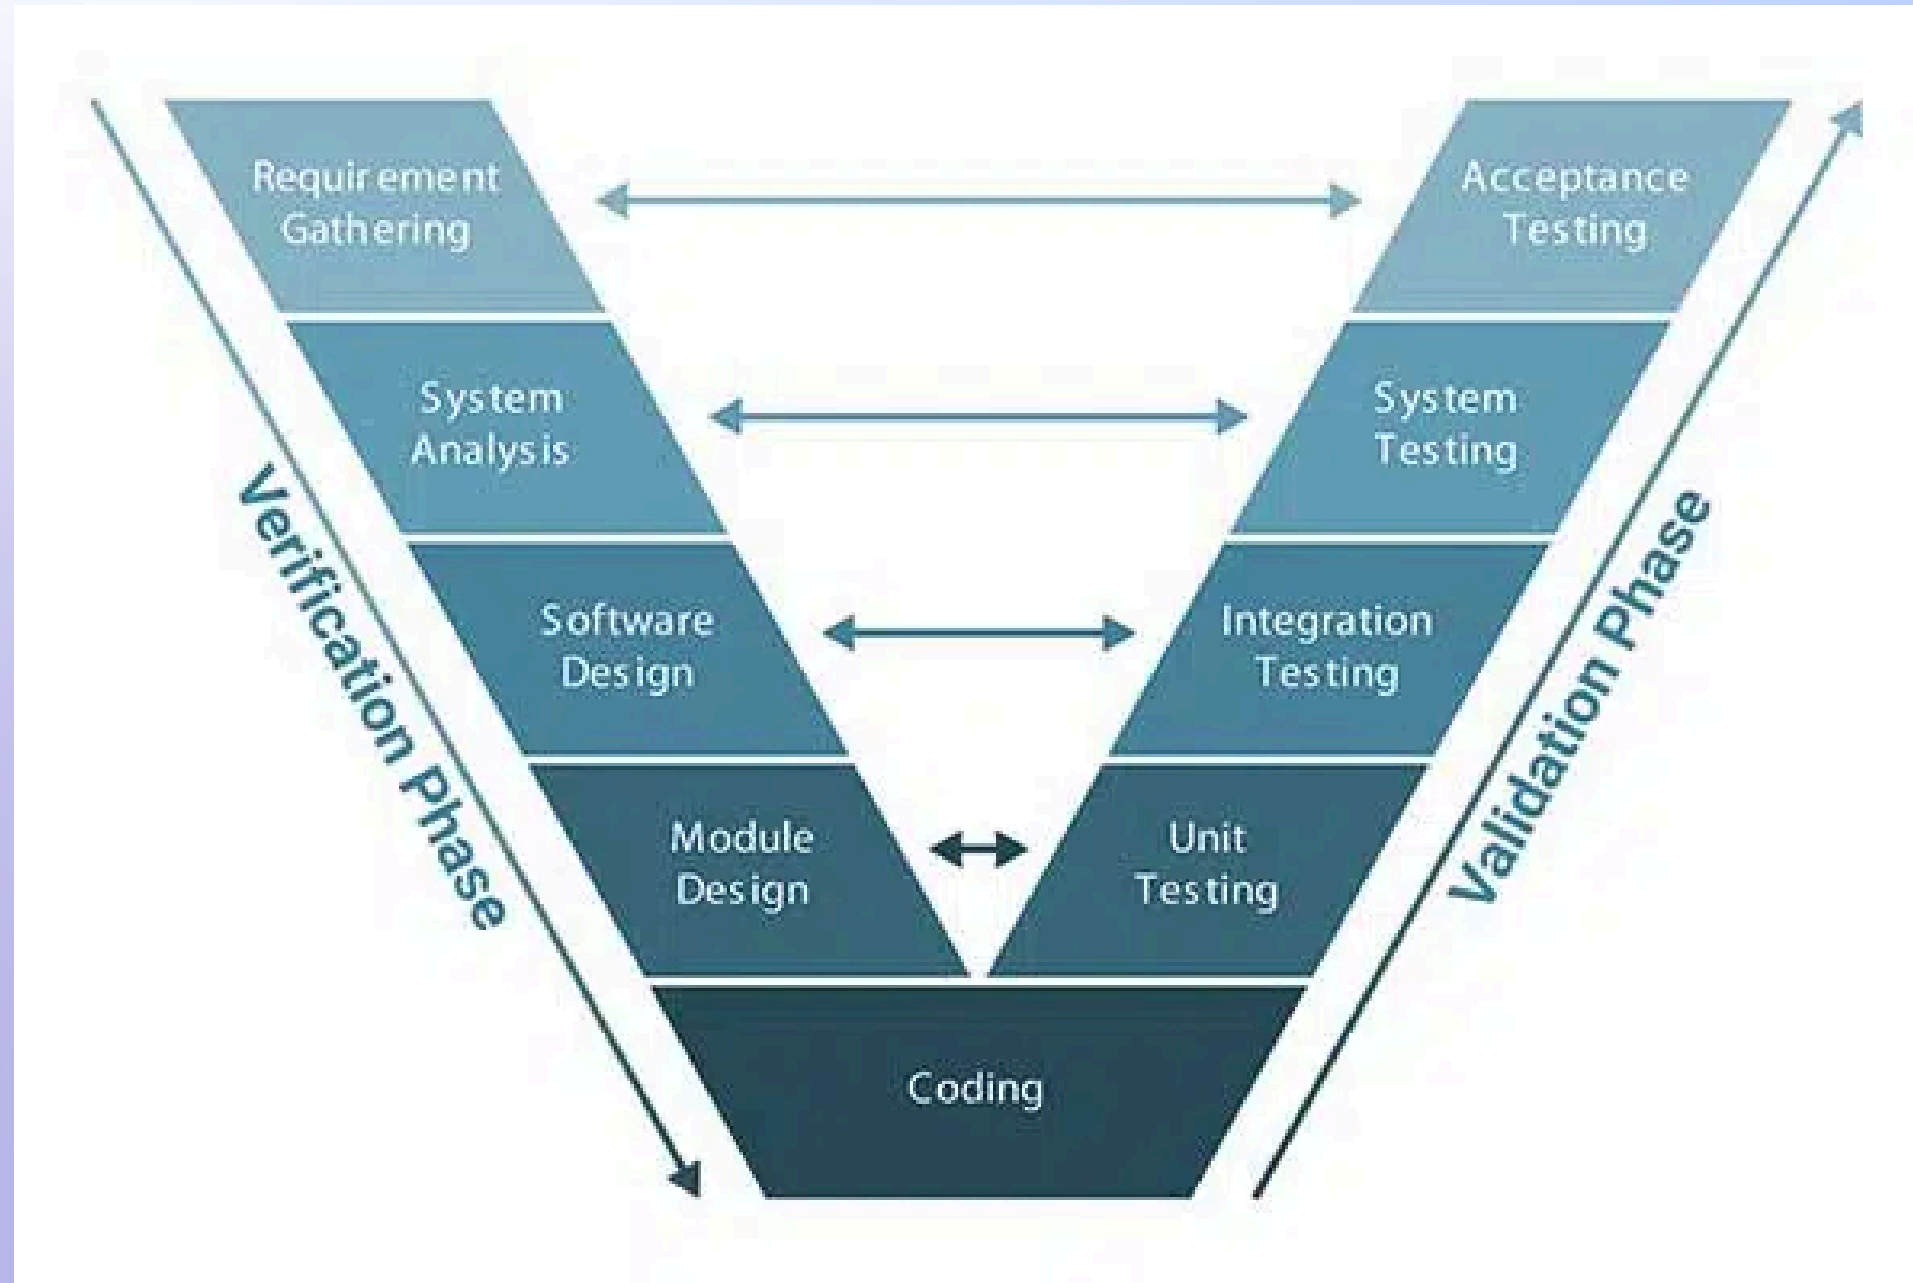 Requirement
Gathering
Acceptance
Testing
System
Analysis
System
Testing
Software
Design
Integration
Testing
Module
Design
Unit
Testing
Coding
Verification Phase
Validation Phase